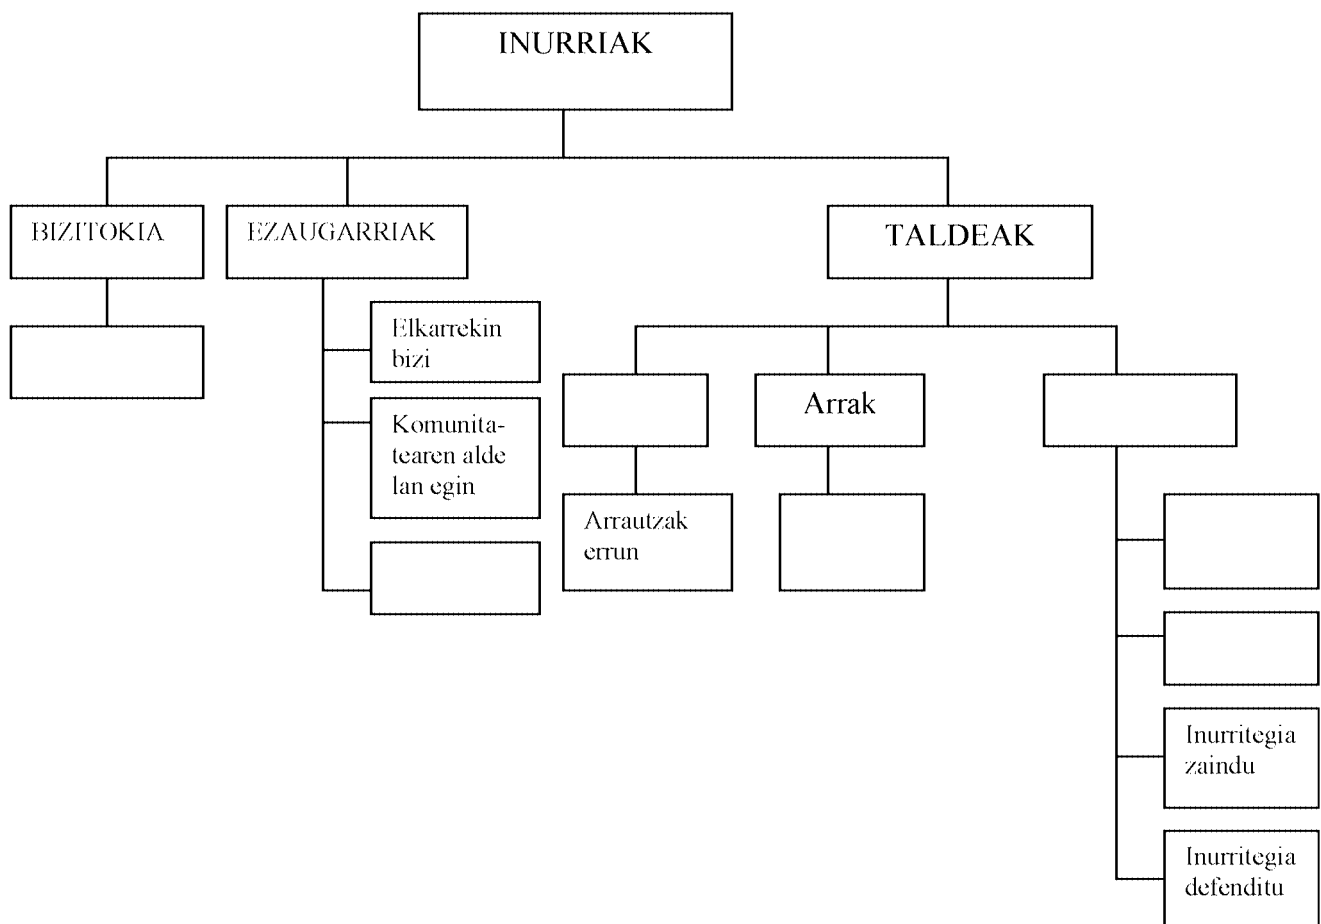 INURRIAK
BIZITOKIA
EZAUGARRIAK
TALDEAK
Elkarrekin
bizi
Komunita-
tearen alde
lan egin
Arrak
Arrautzak
errun
Inurritegia
zaindu
Inurritegia
defenditu